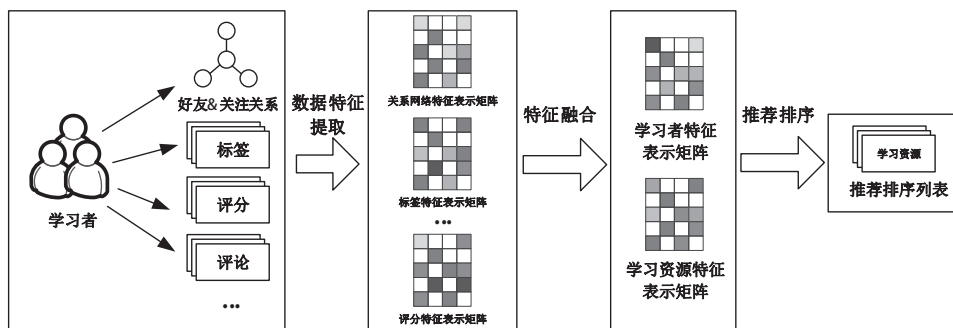 学习者
好友&关注关系
标签
评分
评论
...
数据特征
提取
关系网络特征表示矩阵
标签特征表示矩阵
...
评分特征表示矩阵
特征融合
学习者特征
表示矩阵
学习资源特征
表示矩阵
推荐排序
学习资源
推荐排序列表